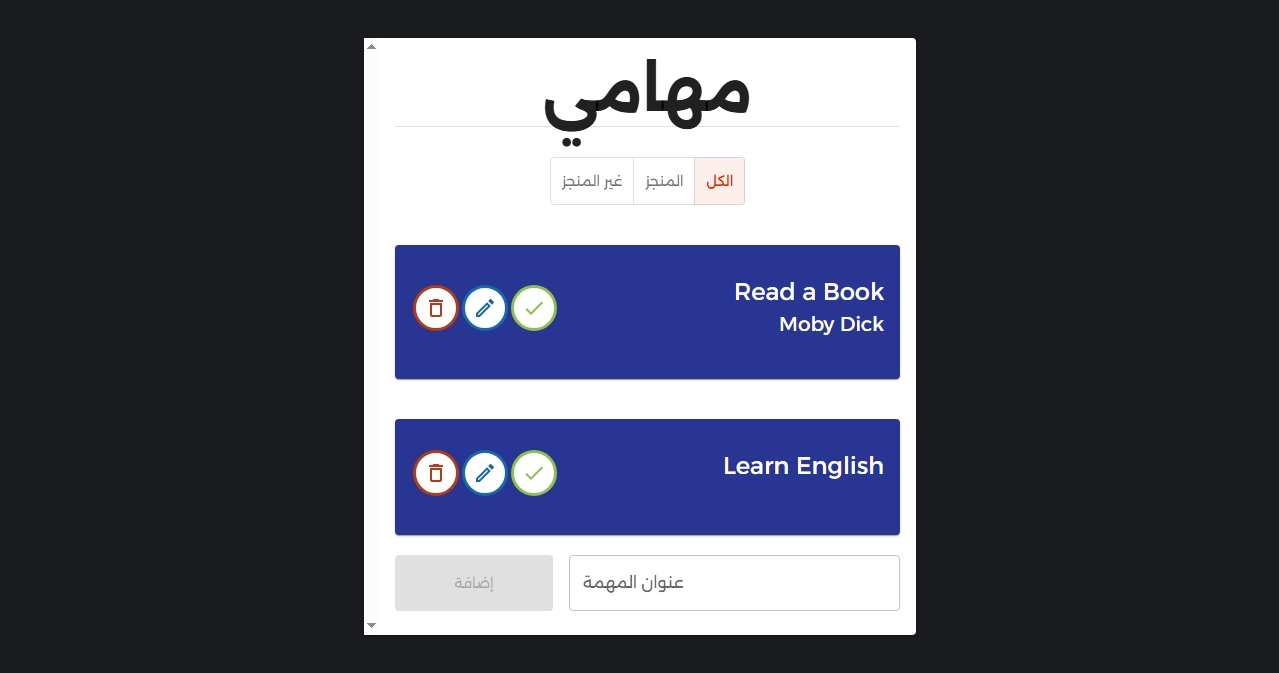 مهامي
الكل المنجز غير المنجز
Read a Book
Moby Dick
Learn English
عنوان المهمة إضافة